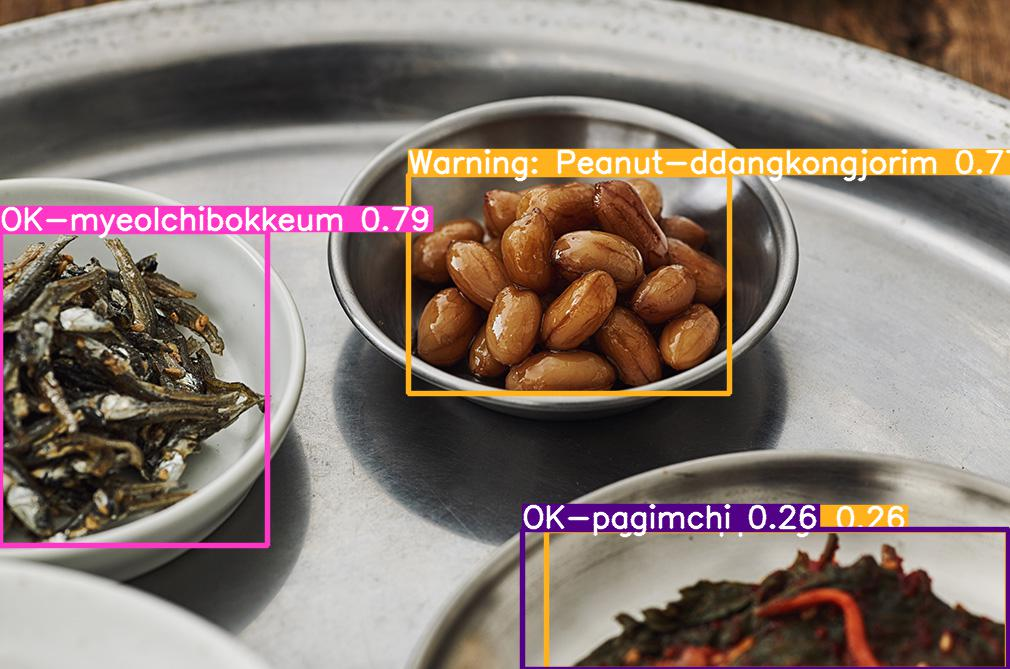 Warning: Peanut-ddangkongjorim 0.77
OK-myeolchibokkeum 0.79
OK-pagimchi 0.26 0.26